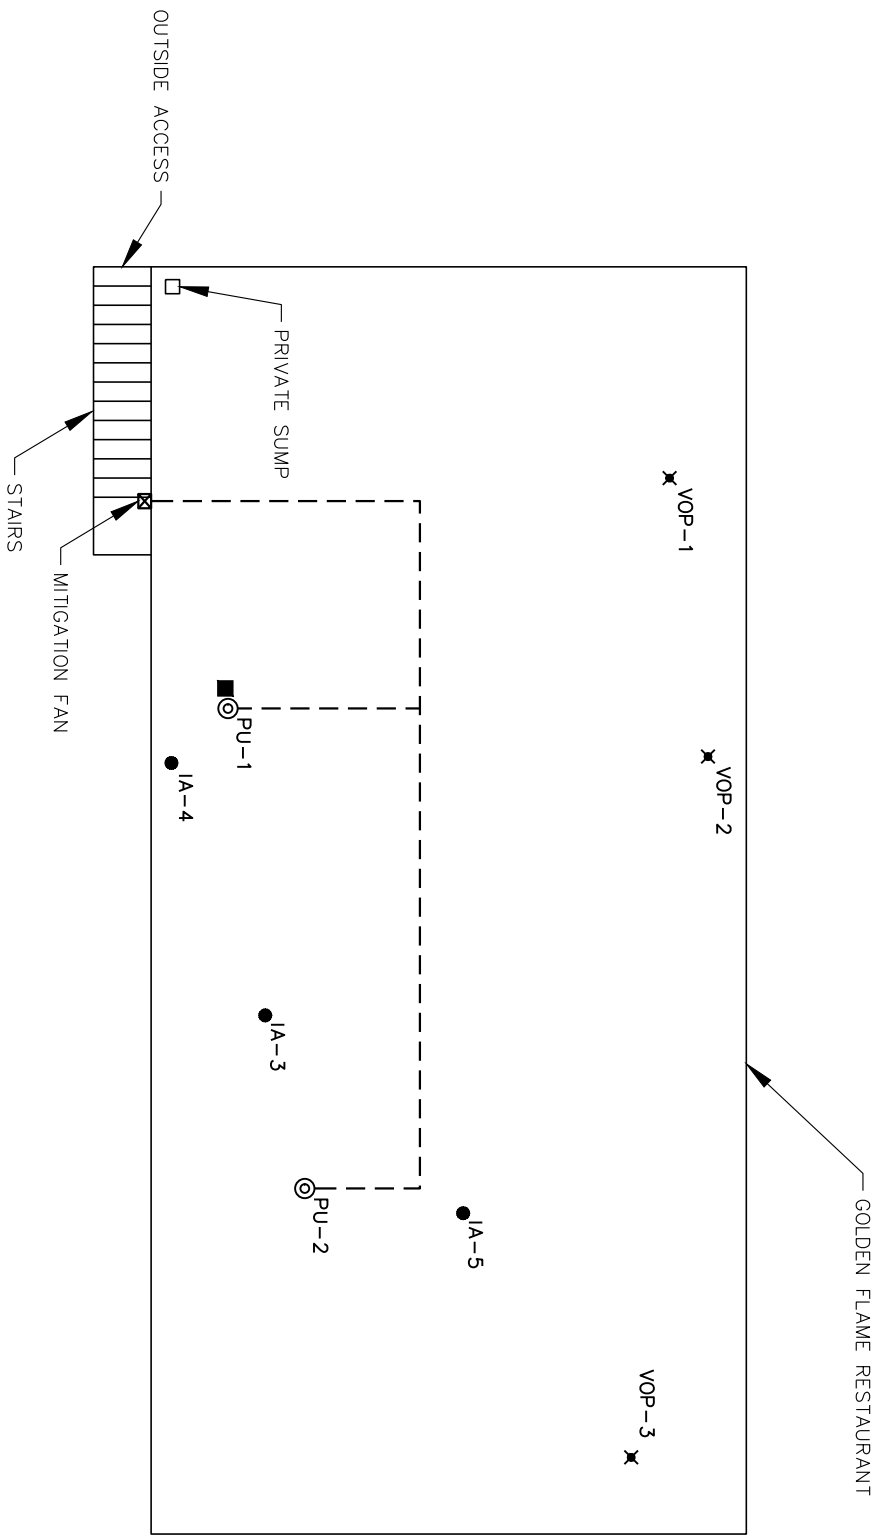 OUTSIDE ACCESS
PRIVATE SUMP
STAIRS
MITIGATION FAN
VOP-1
VOP-2
PU-1
IA-4
IA-3
PU-2
IA-5
VOP-3
GOLDEN FLAME RESTAURANT